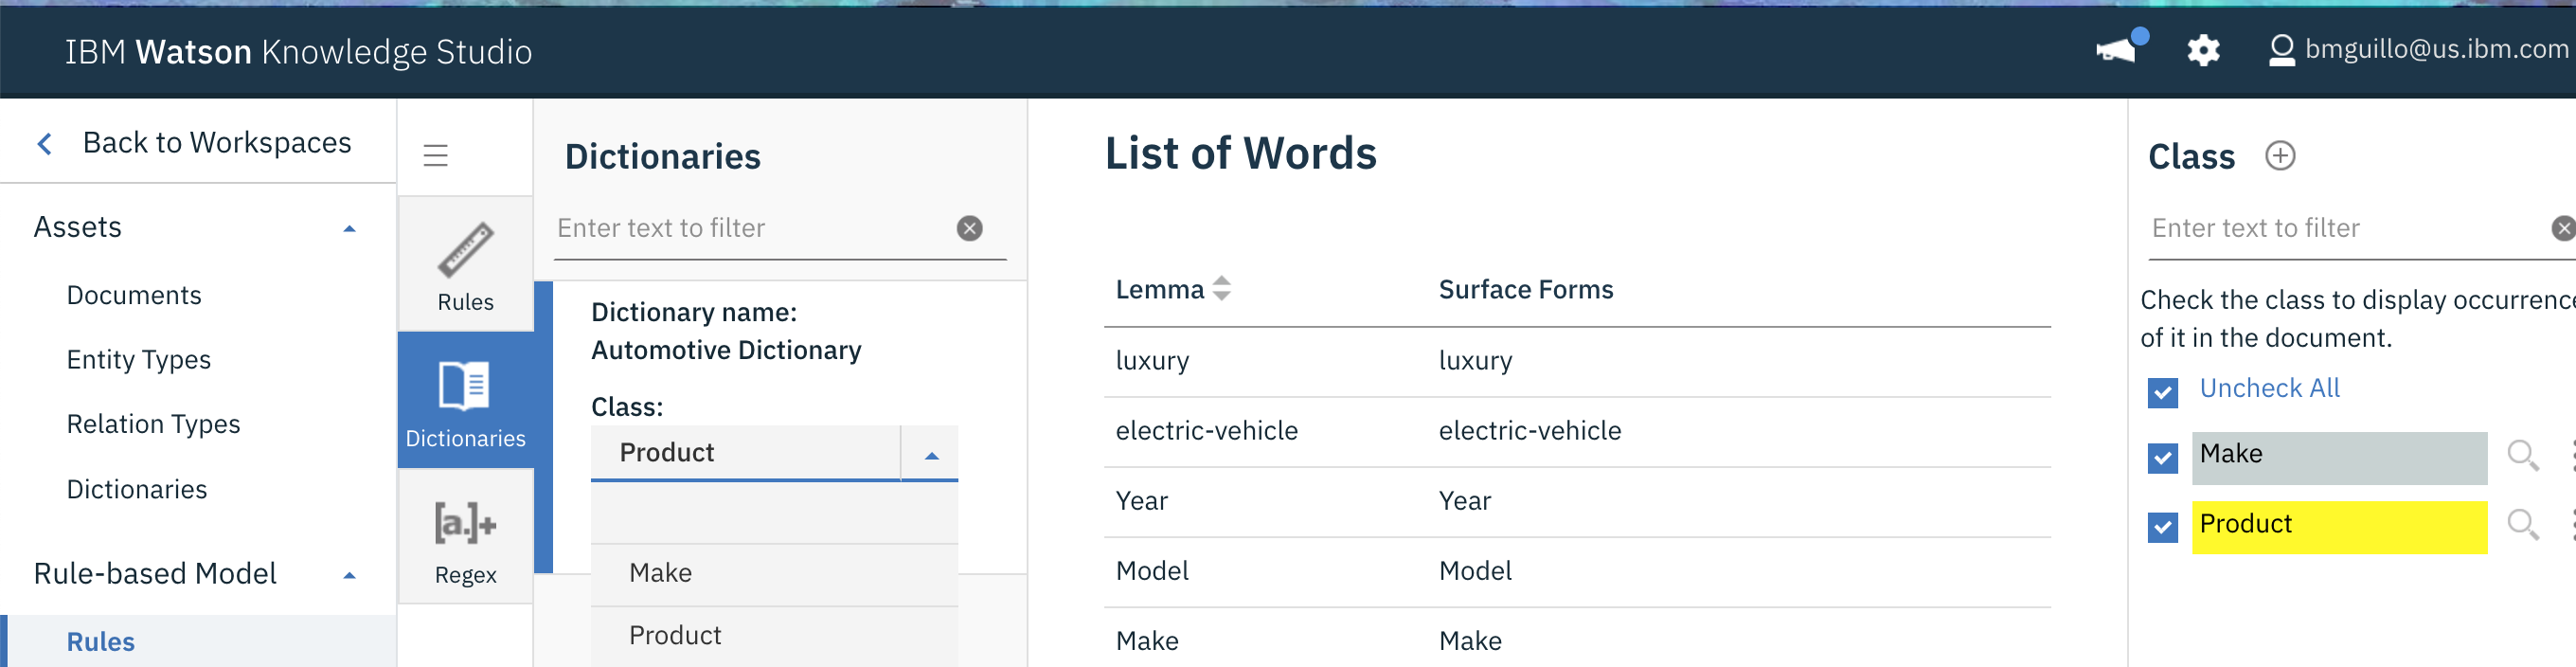 IBM Watson Knowledge Studio
bmguillo@us.ibm.com
Back to Workspaces
Assets
Documents
Entity Types
Relation Types
Dictionaries
Rule-based Model
Rules
Rules
Dictionaries
[a.]+
Regex
Dictionaries
Enter text to filter
Dictionary name:
Automotive Dictionary
Class:
Product
Make
Product
List of Words
Lemma Surface Forms
luxury luxury
electric-vehicle electric-vehicle
Year Year
Model Model
Make Make
Class
Enter text to filter
Check the class to display occurrence
of it in the document.
Uncheck All
Make
Product